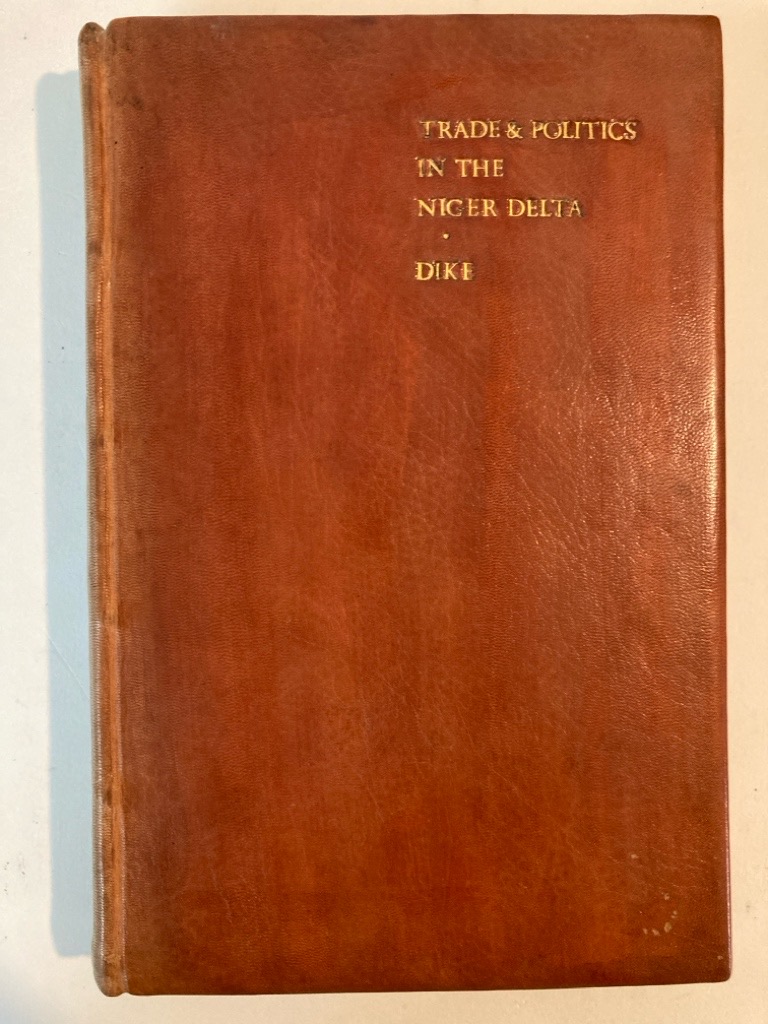 TRADE & POLITICS
IN THE
NIGER DELTA
·
DIKE